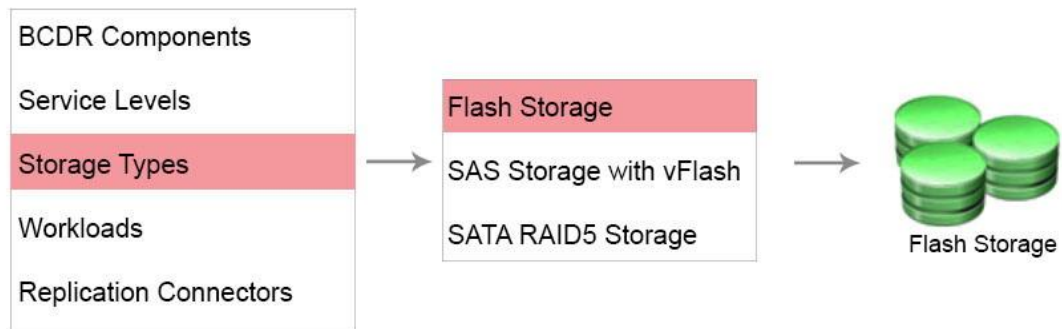 BCDR Components
Service Levels
Storage Types
Workloads
Replication Connectors
Flash Storage
SAS Storage with vFlash
SATA RAID5 Storage
Flash Storage